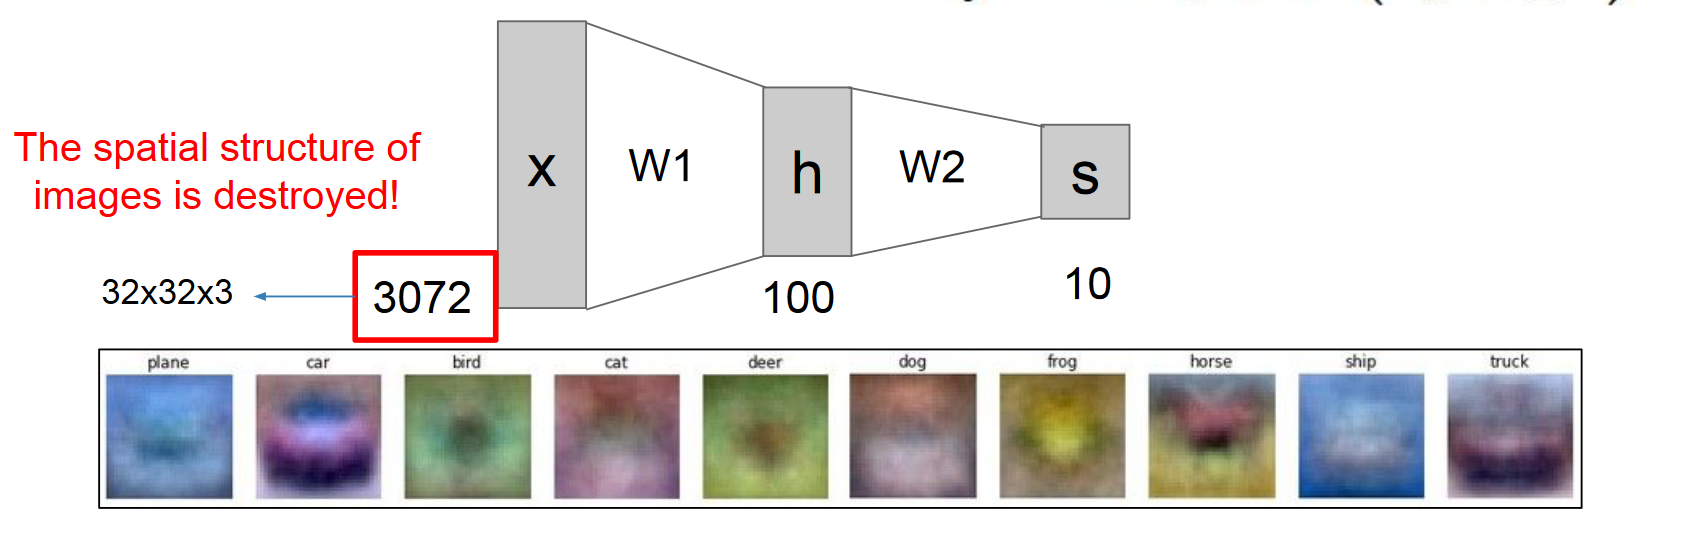 The spatial structure of
images is destroyed!
x
W1
h
W2
s
32x32x3
3072
100
10
plane
car
bird
cat
deer
dog
frog
horse
ship
truck